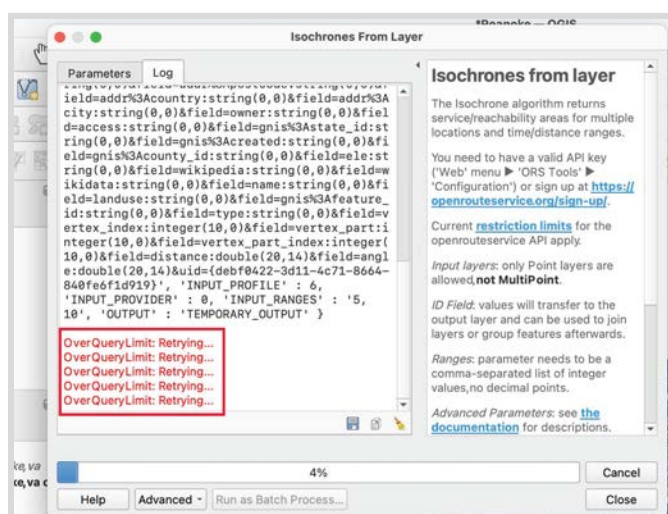 *Roanoke — QGIS
Isochrones From Layer
Parameters
Log
ield=addr%3Acountry:string(0,0)&field=addr%3A
city:string(0,0)&field=owner:string(0,0)&fiel
d=access:string(0,0)&field=gnis%3Astate_id:st
ring(0,0)&field=gnis%3Acreated:string(0,0)&fi
eld=gnis%3Acounty_id:string(0,0)&field=ele:st
ring(0,0)&field=wikipedia:string(0,0)&field=w
ikidata:string(0,0)&field=name:string(0,0)&fi
eld=landuse:string(0,0)&field=gnis%3Afeature_
id:string(0,0)&field=type:string(0,0)&field=v
ertex_index:integer(10,0)&field=vertex_part:i
nteger(10,0)&field=vertex_part_index:integer(
10,0)&field=distance:double(20,14)&field=angl
e:double(20,14)&uid={debf0422-3d11-4c71-8664-
840fe6f1d919}', 'INPUT_PROFILE' : 6,
'INPUT_PROVIDER' : 0, 'INPUT_RANGES' : '5,
10', 'OUTPUT' : 'TEMPORARY_OUTPUT' }
OverQueryLimit: Retrying...
OverQueryLimit: Retrying...
OverQueryLimit: Retrying...
OverQueryLimit: Retrying...
OverQueryLimit: Retrying...
Isochrones from layer
The Isochrone algorithm returns
service/reachability areas for multiple
locations and time/distance ranges.
You need to have a valid API key
('Web' menu ▶ 'ORS Tools' ▶
'Configuration') or sign up at https://
openrouteservice.org/sign-up/.
Current restriction limits for the
openrouteservice API apply.
Input layers: only Point layers are
allowed,not MultiPoint.
ID Field: values will transfer to the
output layer and can be used to join
layers or group features afterwards.
Ranges: parameter needs to be a
comma-separated list of integer
values,no decimal points.
Advanced Parameters: see the
documentation for descriptions.
ke, va
4%
Cancel
Help
Advanced
Run as Batch Process...
Close